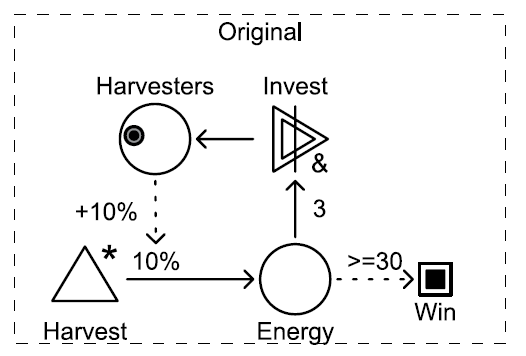 Original
Harvesters
Invest
&
+10%
3
*
10%
>=30
Win
Harvest
Energy